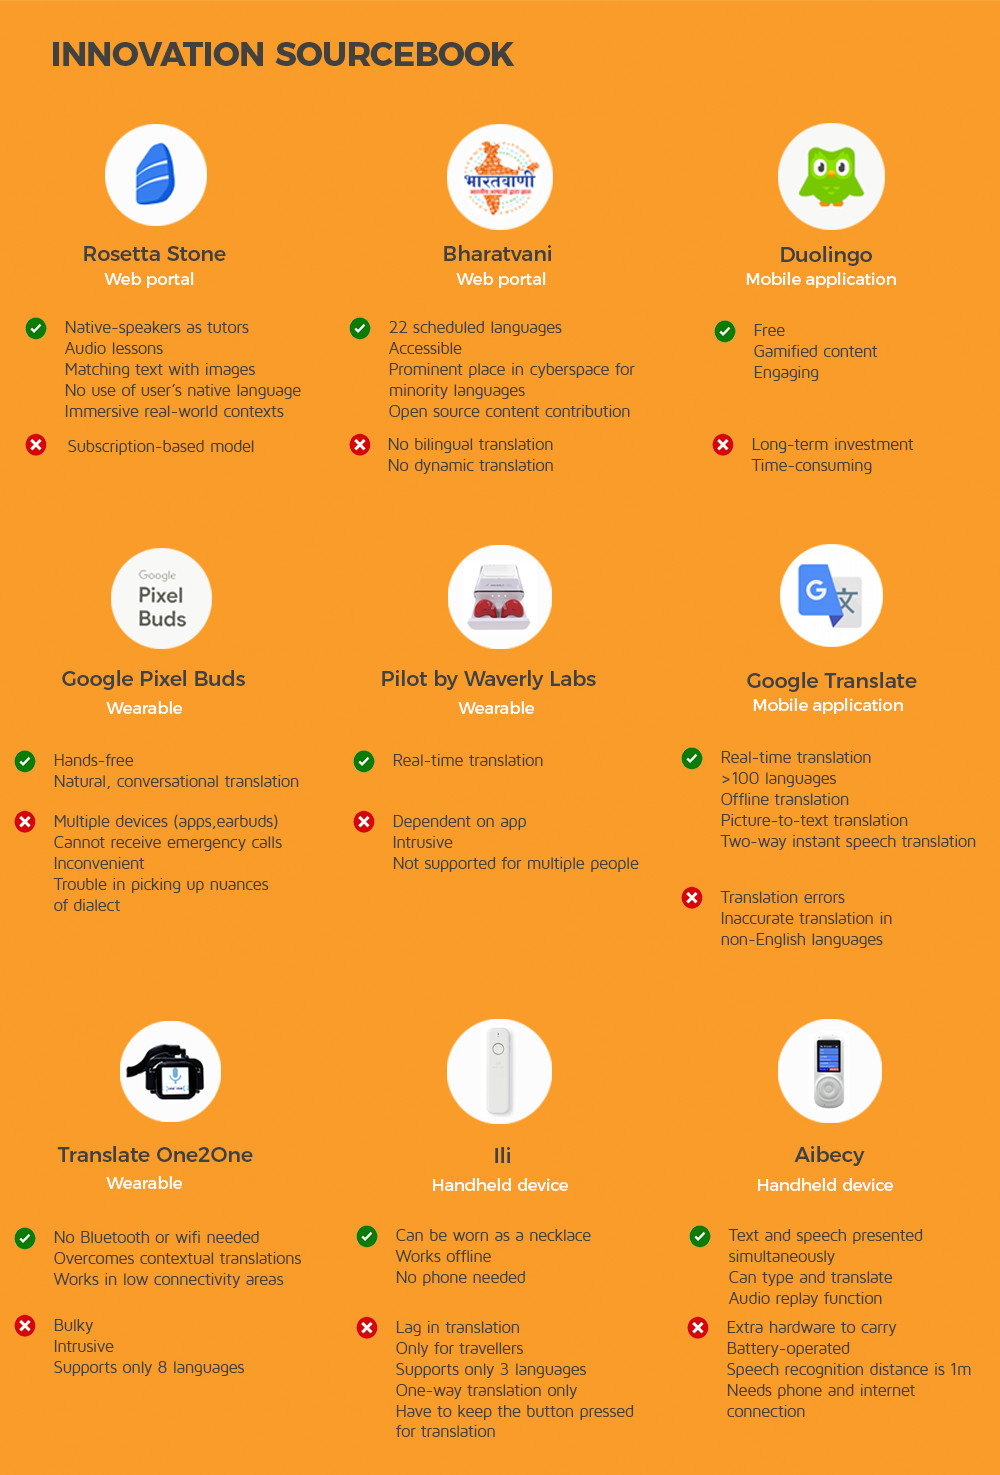 INNOVATION SOURCEBOOK
भारतवाणी
Rosetta Stone
Web portal
Native-speakers as tutors
Audio lessons
Matching text with images
No use of user's native language
Immersive real-world contexts
Subscription-based model
Bharatvani
Web portal
22 scheduled languages
Accessible
Prominent place in cyberspace for
minority languages
Open source content contribution
No bilingual translation
No dynamic translation
Duolingo
Mobile application
Free
Gamified content
Engaging
Long-term investment
Time-consuming
Google
Pixel
Buds
Google Pixel Buds
Wearable
Hands-free
Natural, conversational translation
Multiple devices (apps,earbuds)
Cannot receive emergency calls
Inconvenient
Trouble in picking up nuances
of dialect
Pilot by Waverly Labs
Wearable
Real-time translation
Dependent on app
Intrusive
Not supported for multiple people
G
文
Google Translate
Mobile application
Real-time translation
>100 languages
Offline translation
Picture-to-text translation
Two-way instant speech translation
Translation errors
Inaccurate translation in
non-English languages
Translate One2One
Wearable
No Bluetooth or wifi needed
Overcomes contextual translations
Works in low connectivity areas
Bulky
Intrusive
Supports only 8 languages
Ili
Handheld device
Can be worn as a necklace
Works offline
No phone needed
Lag in translation
Only for travellers
Supports only 3 languages
One-way translation only
Have to keep the button pressed
for translation
Aibecy
Handheld device
Text and speech presented
simultaneously
Can type and translate
Audio replay function
Extra hardware to carry
Battery-operated
Speech recognition distance is 1m
Needs phone and internet
connection